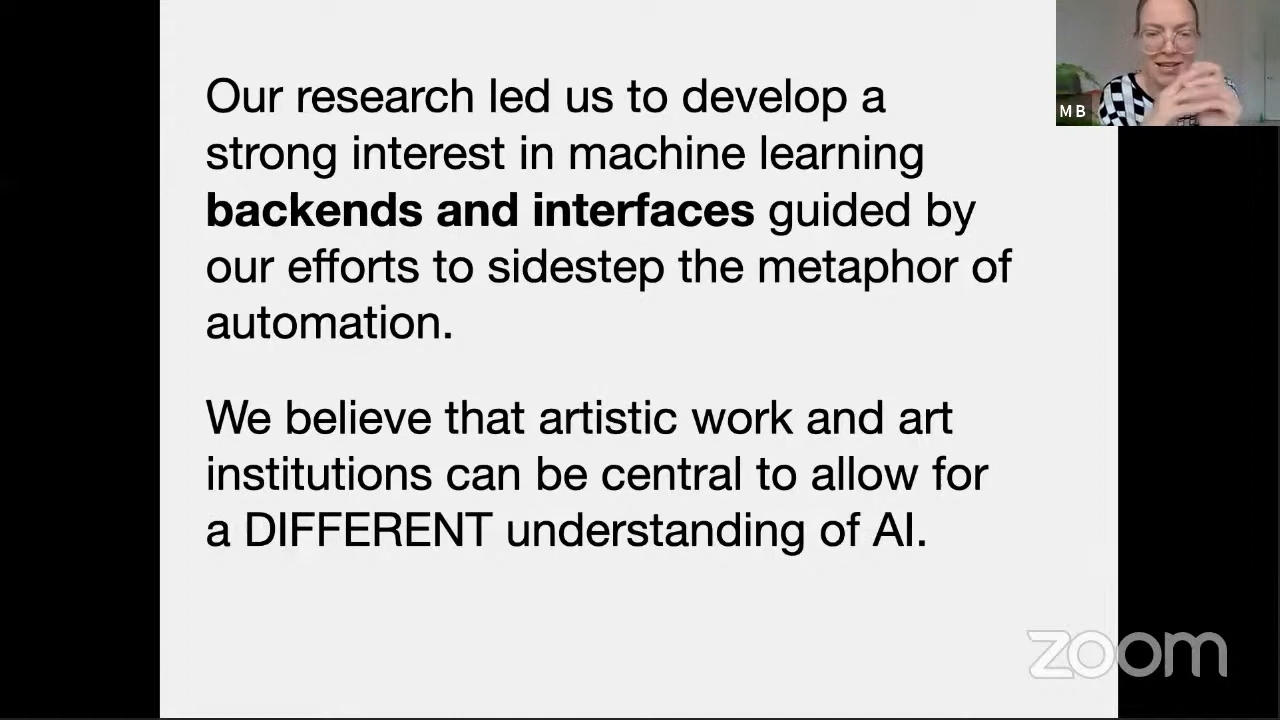 Our research led us to develop a
strong interest in machine learning
backends and interfaces guided by
our efforts to sidestep the metaphor of
automation.
We believe that artistic work and art
institutions can be central to allow for
a DIFFERENT understanding of AI.
MB
zoom